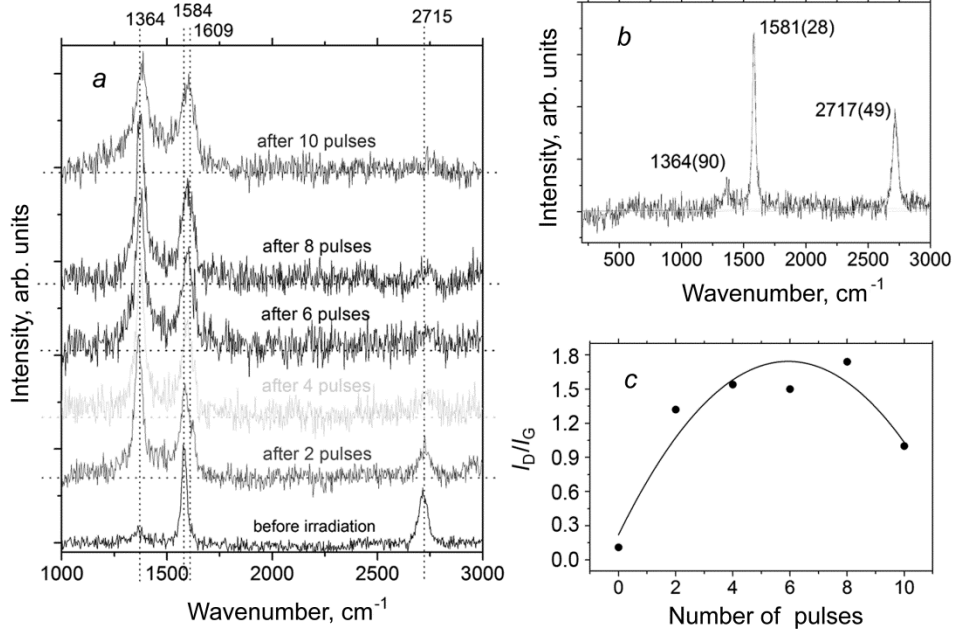 1584
1364
2715
1609
a
after 10 pulses
after 8 pulses
after 6 pulses
after 4 pulses
after 2 pulses
before irradiation
Intensity, arb. units
1000 1500 2000 2500 3000
Wavenumber, cm⁻¹
b
1581(28)
2717(49)
1364(90)
Intensity, arb. units
500 1000 1500 2000 2500 3000
Wavenumber, cm⁻¹
c
1.8
1.5
1.2
0.9
0.6
0.3
0.0
I_D/I_G
0 2 4 6 8 10
Number of pulses